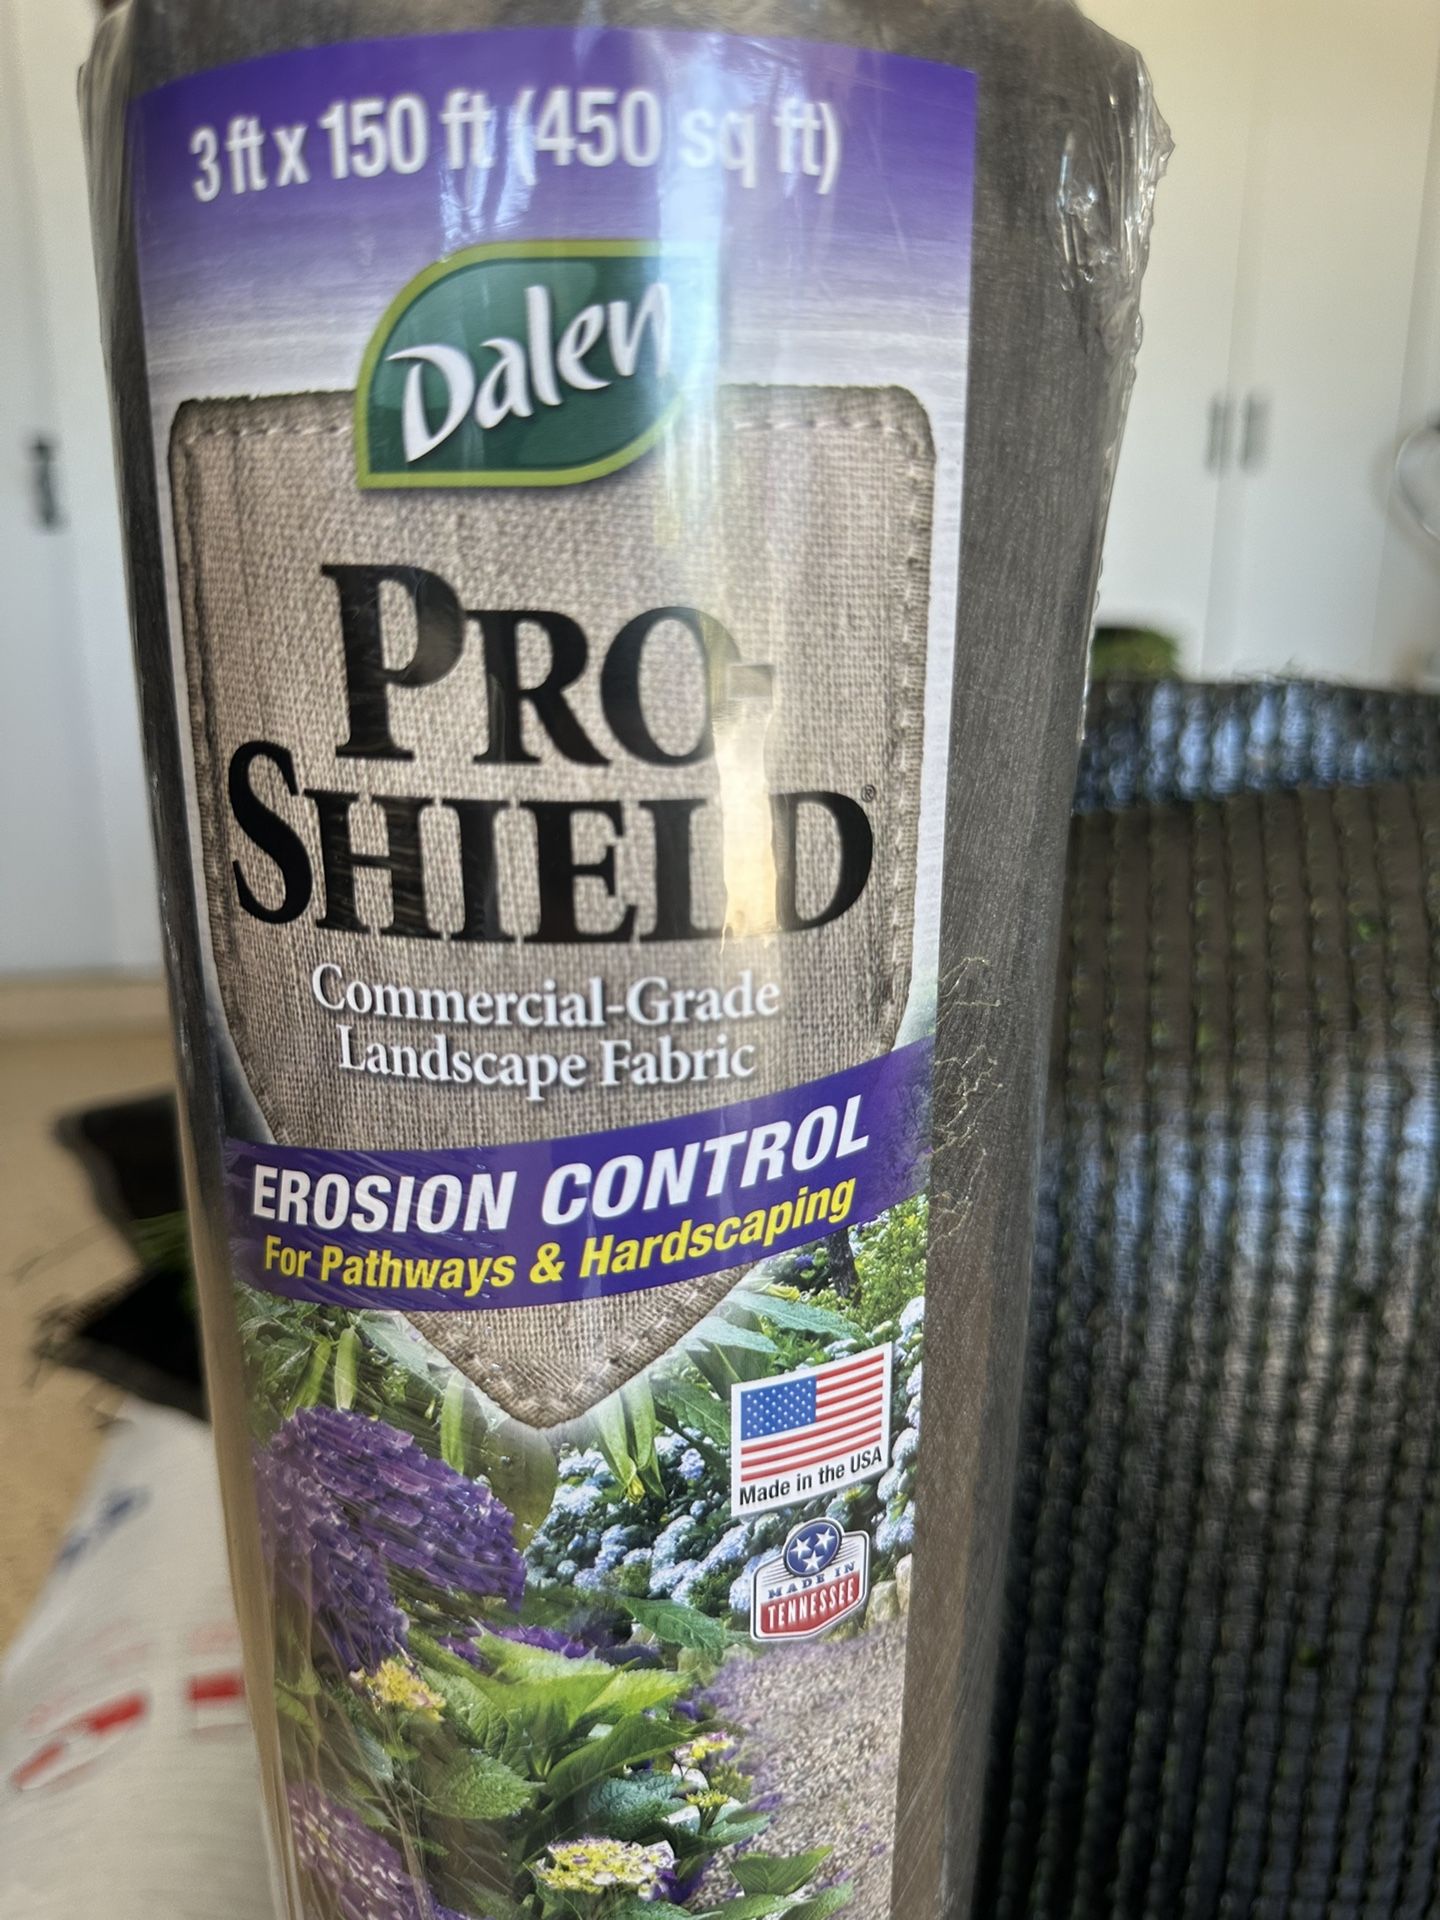 3 ft x 150 ft (450 sq ft)
Dalen
PRO-
SHIELD®
Commercial-Grade
Landscape Fabric
EROSION CONTROL
For Pathways & Hardscaping
Made in the USA
MADE IN
TENNESSEE